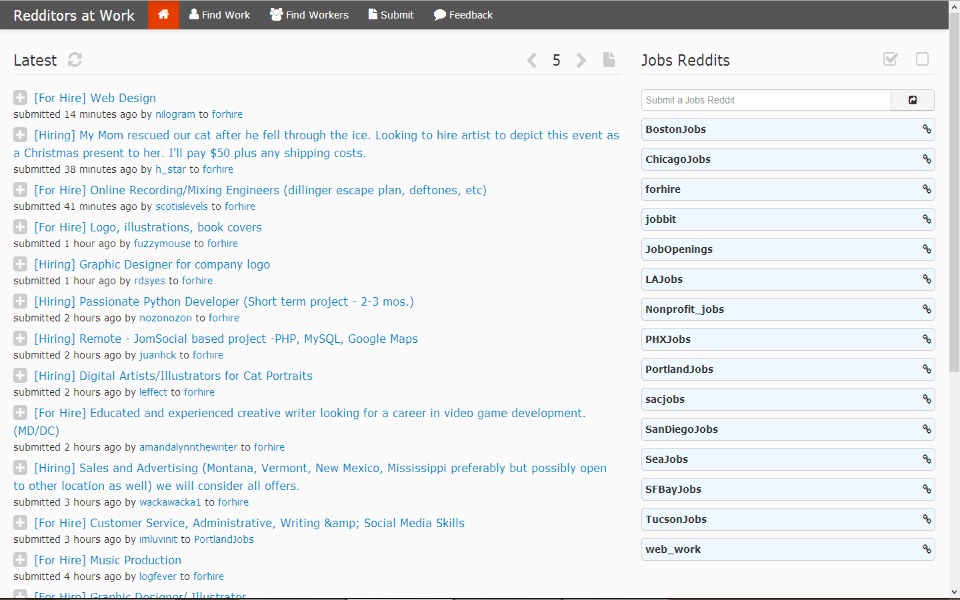 Redditors at Work
Find Work
Find Workers
Submit
Feedback
Latest
5
[For Hire] Web Design
submitted 14 minutes ago by nilogram to forhire
[Hiring] My Mom rescued our cat after he fell through the ice. Looking to hire artist to depict this event as
a Christmas present to her. I'll pay $50 plus any shipping costs.
submitted 38 minutes ago by h_star to forhire
[For Hire] Online Recording/Mixing Engineers (dillinger escape plan, deftones, etc)
submitted 41 minutes ago by scotislevels to forhire
[For Hire] Logo, illustrations, book covers
submitted 1 hour ago by fuzzymouse to forhire
[Hiring] Graphic Designer for company logo
submitted 1 hour ago by rdsyes to forhire
[Hiring] Passionate Python Developer (Short term project - 2-3 mos.)
submitted 2 hours ago by nozonozon to forhire
[Hiring] Remote - JomSocial based project -PHP, MySQL, Google Maps
submitted 2 hours ago by juanhck to forhire
[Hiring] Digital Artists/Illustrators for Cat Portraits
submitted 2 hours ago by leffect to forhire
[For Hire] Educated and experienced creative writer looking for a career in video game development.
(MD/DC)
submitted 2 hours ago by amandalynnthewriter to forhire
[Hiring] Sales and Advertising (Montana, Vermont, New Mexico, Mississippi preferably but possibly open
to other location as well) we will consider all offers.
submitted 3 hours ago by wackawacka1 to forhire
[For Hire] Customer Service, Administrative, Writing &amp; Social Media Skills
submitted 3 hours ago by imluvinit to PortlandJobs
[For Hire] Music Production
submitted 4 hours ago by logfever to forhire
[For Hire] Graphic Designer/ Illustrator
Jobs Reddits
Submit a Jobs Reddit
BostonJobs
ChicagoJobs
forhire
jobbit
JobOpenings
LAJobs
Nonprofit_jobs
PHXJobs
PortlandJobs
sacjobs
SanDiegoJobs
SeaJobs
SFBayJobs
TucsonJobs
web_work